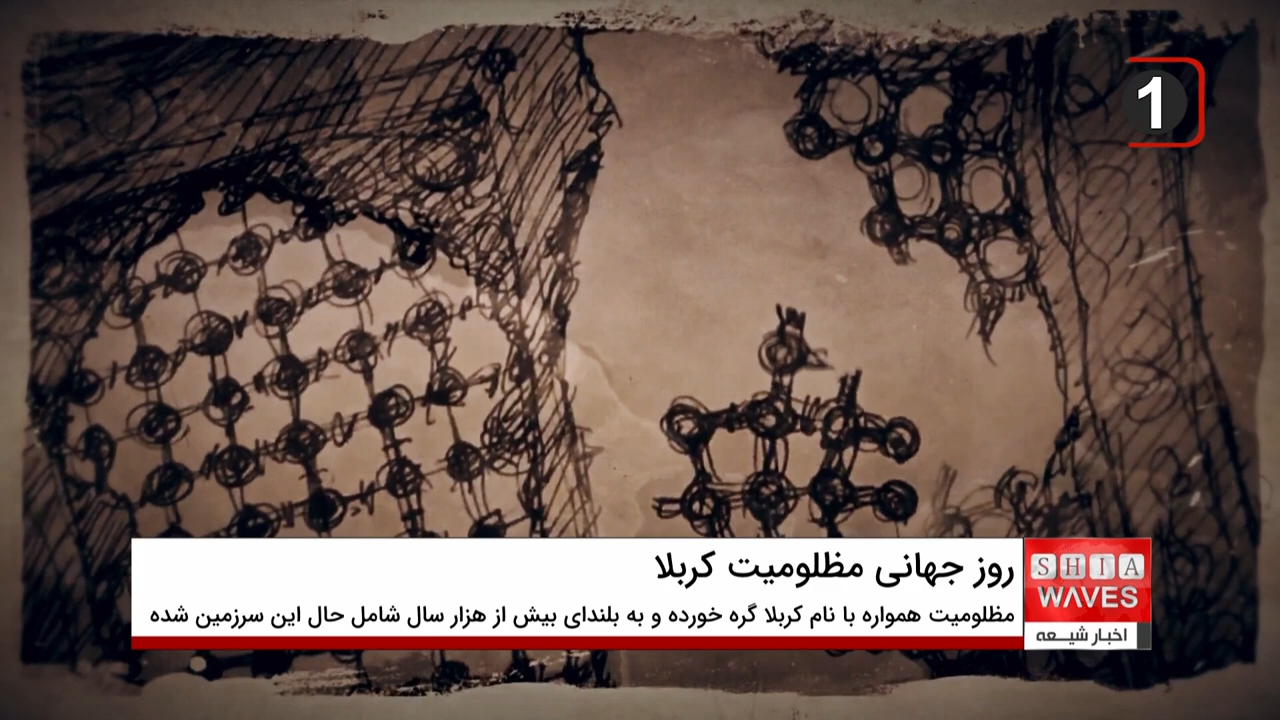 1
روز جهانی مظلومیت کربلا
مظلومیت همواره با نام کربلا گره خورده و به بلندای بیش از هزار سال شامل حال این سرزمین شده
SHIA
WAVES
اخبار شیـــعه